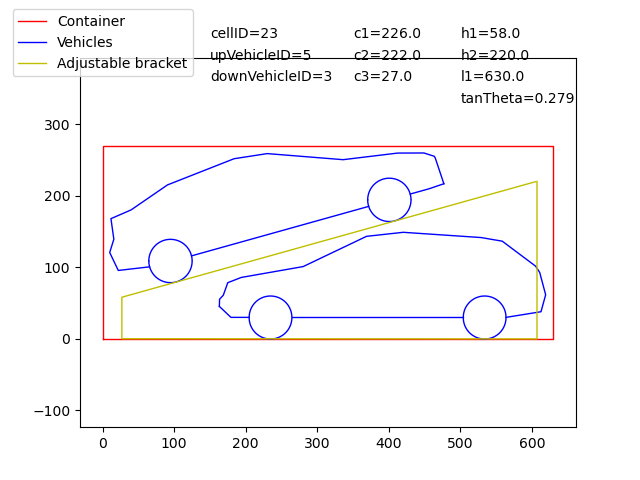 Container
Vehicles
Adjustable bracket
cellID=23 c1=226.0 h1=58.0
upVehicleID=5 c2=222.0 h2=220.0
downVehicleID=3 c3=27.0 l1=630.0
tanTheta=0.279
300
200
100
0
−100
0 100 200 300 400 500 600